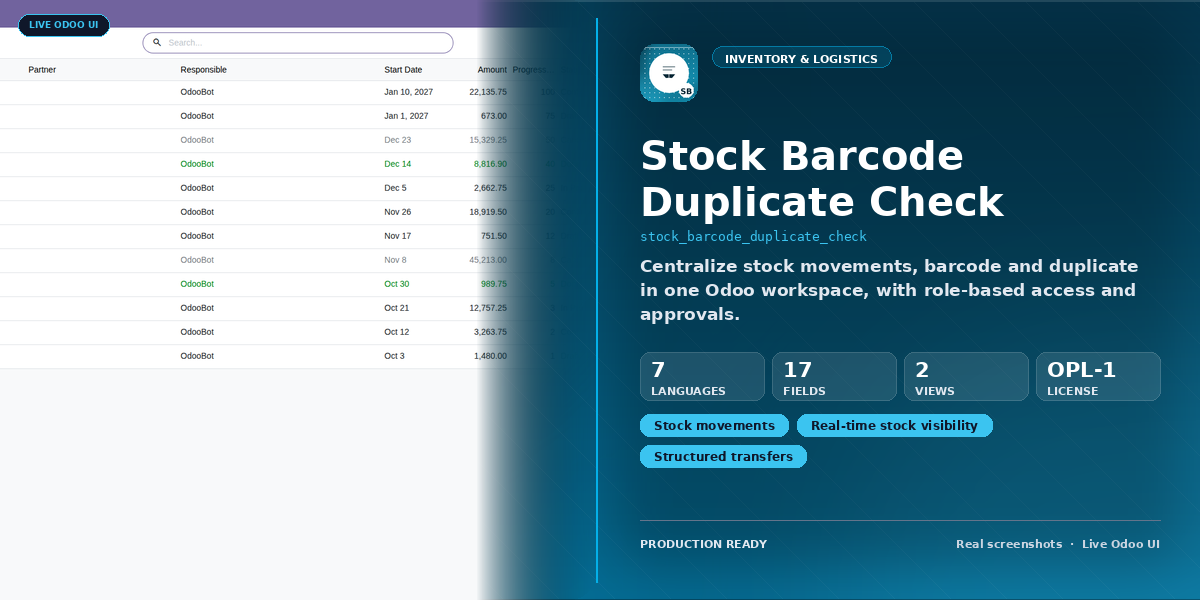 LIVE ODOO UI
Search...
Partner Responsible Start Date Amount Progress
OdooBot Jan 10, 2027 22,135.75
OdooBot Jan 1, 2027 673.00
OdooBot Dec 23 15,329.25
OdooBot Dec 14 8,816.90
OdooBot Dec 5 2,662.75
OdooBot Nov 26 18,919.50
OdooBot Nov 17 751.50
OdooBot Nov 8 45,213.00
OdooBot Oct 30 989.75
OdooBot Oct 21 12,757.25
OdooBot Oct 12 3,263.75
OdooBot Oct 3 1,480.00
SB
INVENTORY & LOGISTICS
Stock Barcode
Duplicate Check
stock_barcode_duplicate_check
Centralize stock movements, barcode and duplicate
in one Odoo workspace, with role-based access and
approvals.
7 17 2 OPL-1
LANGUAGES FIELDS VIEWS LICENSE
Stock movements Real-time stock visibility
Structured transfers
PRODUCTION READY Real screenshots · Live Odoo UI